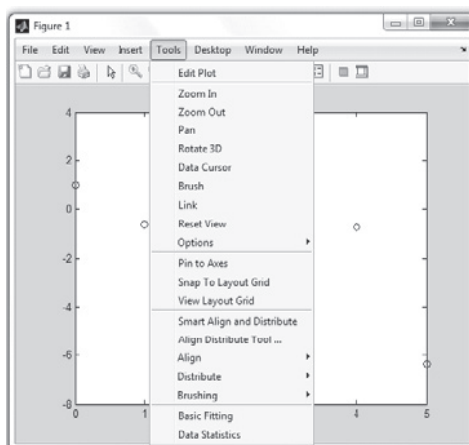 Figure 1
File Edit View Insert Tools Desktop Window Help
Edit Plot
Zoom In
Zoom Out
Pan
Rotate 3D
Data Cursor
Brush
Link
Reset View
Options
Pin to Axes
Snap To Layout Grid
View Layout Grid
Smart Align and Distribute
Align Distribute Tool ...
Align
Distribute
Brushing
Basic Fitting
Data Statistics
4
2
0
-2
-4
-6
-8
0 1 4 5